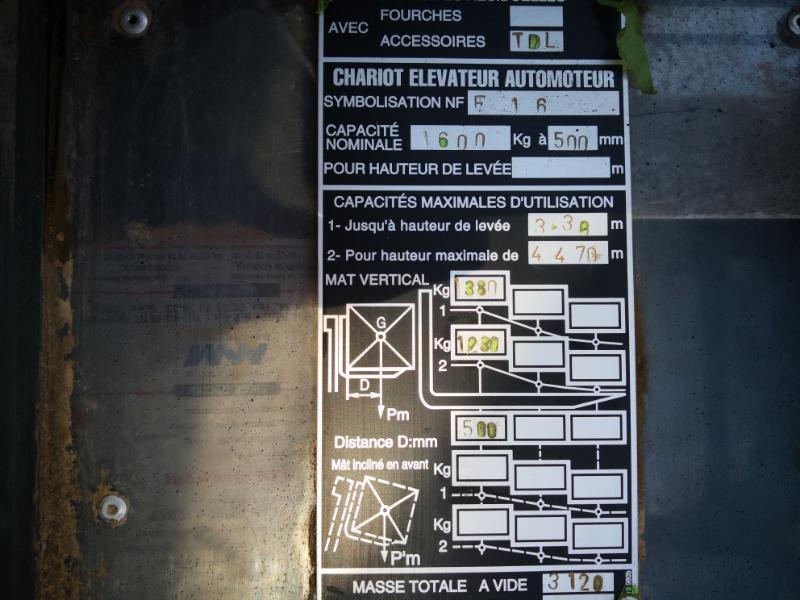 AVEC
FOURCHES
ACCESSOIRES TDL
CHARIOT ELEVATEUR AUTOMOTEUR
SYMBOLISATION NF F 16
CAPACITÉ NOMINALE 1600 Kg à 500 mm
POUR HAUTEUR DE LEVÉE m
CAPACITÉS MAXIMALES D'UTILISATION
1- Jusqu'à hauteur de levée 3.30 m
2- Pour hauteur maximale de 4470 m
MAT VERTICAL
Kg 1380
1
G
Kg 1230
2
D
Pm
500
Distance D:mm
Mât incliné en avant
Kg
1
Kg
2
P'm
MASSE TOTALE A VIDE 3120